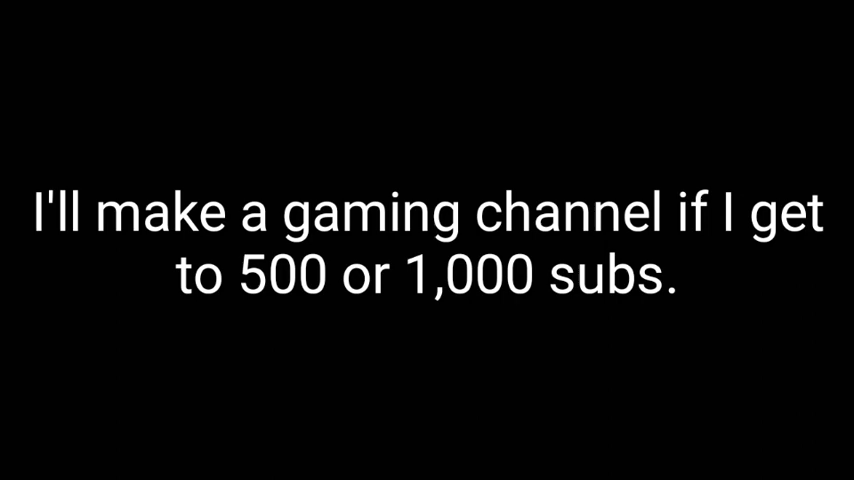 I'll make a gaming channel if I get
to 500 or 1,000 subs.